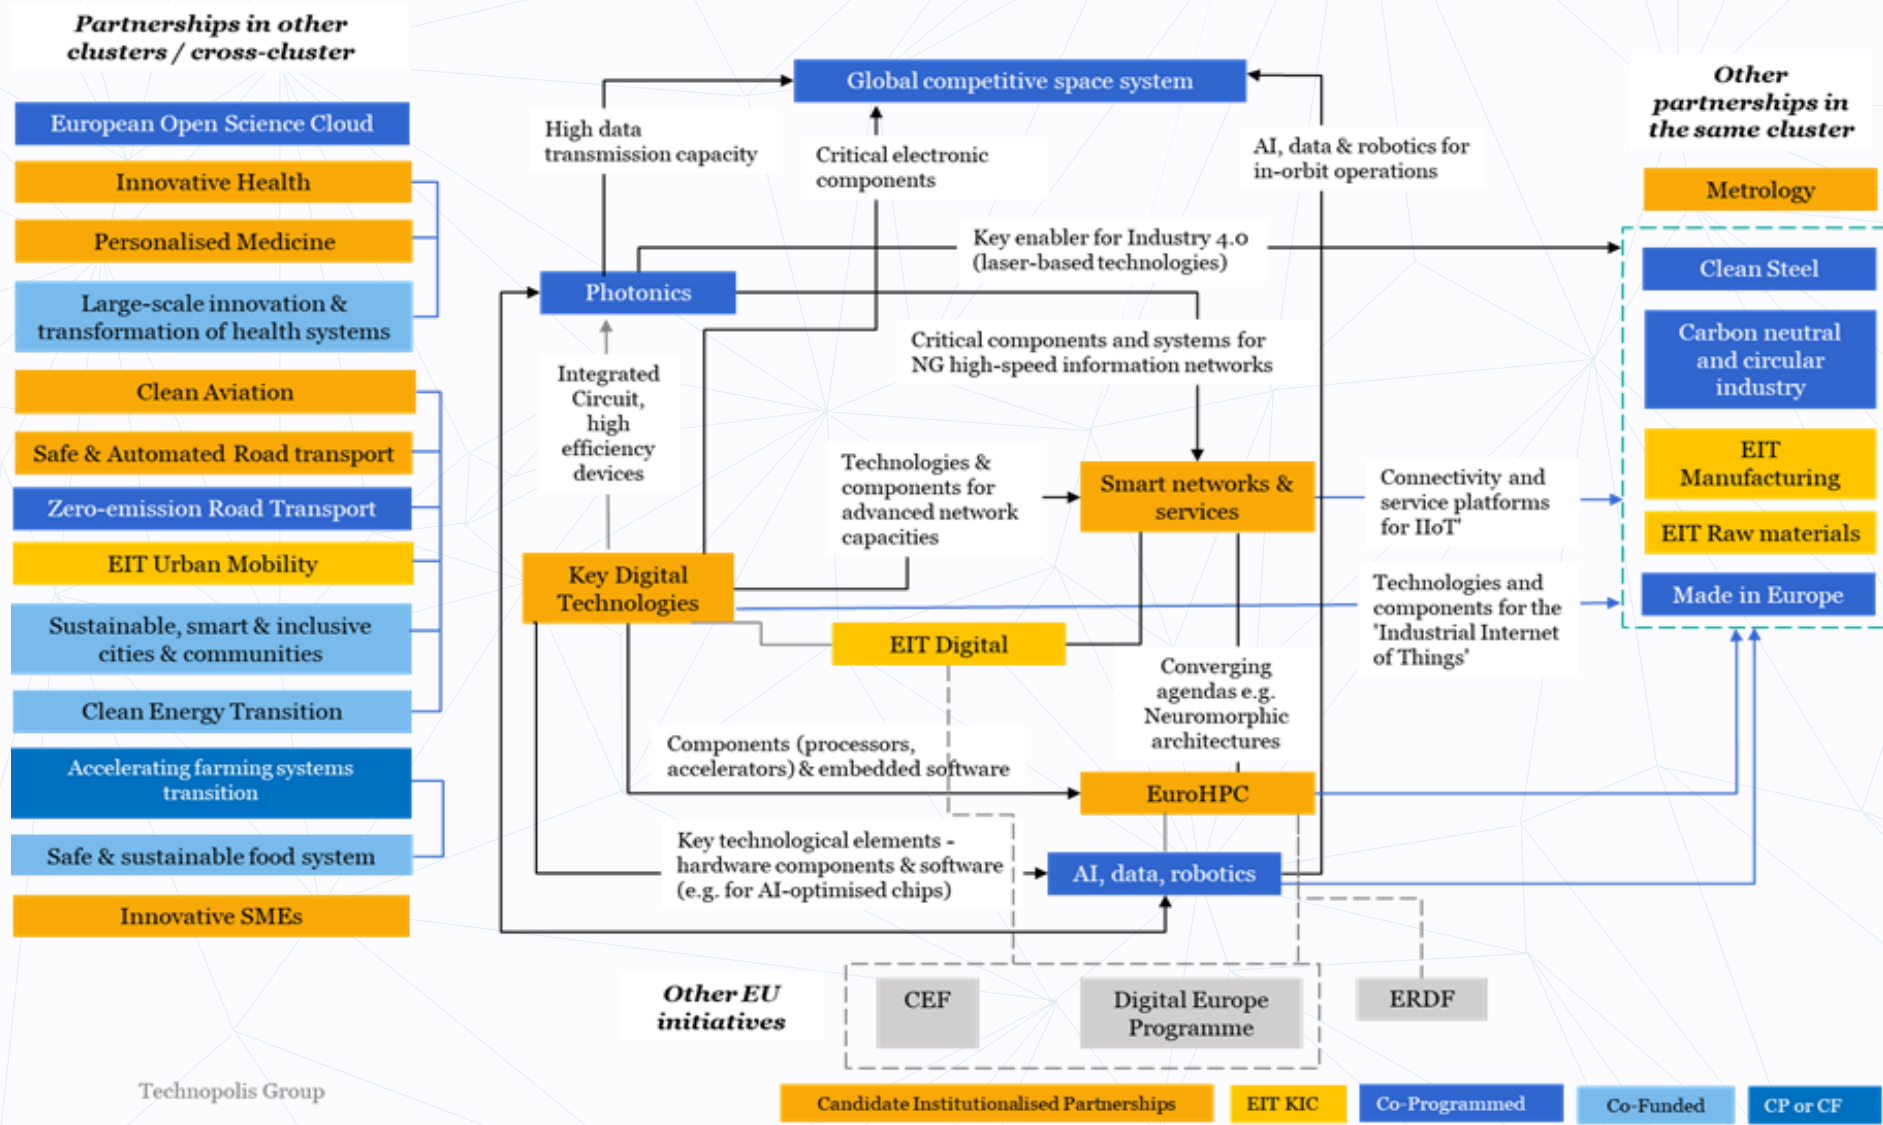 Partnerships in other
clusters / cross-cluster
European Open Science Cloud
Innovative Health
Personalised Medicine
Large-scale innovation &
transformation of health systems
Clean Aviation
Safe & Automated Road transport
Zero-emission Road Transport
EIT Urban Mobility
Sustainable, smart & inclusive
cities & communities
Clean Energy Transition
Accelerating farming systems
transition
Safe & sustainable food system
Innovative SMEs
Technopolis Group
Global competitive space system
High data
transmission capacity
Critical electronic
components
AI, data & robotics for
in-orbit operations
Key enabler for Industry 4.0
(laser-based technologies)
Photonics
Critical components and systems for
NG high-speed information networks
Integrated
Circuit,
high
efficiency
devices
Technologies &
components for
advanced network
capacities
Smart networks &
services
Connectivity and
service platforms
for IIoT'
Key Digital
Technologies
Technologies and
components for the
'Industrial Internet
of Things'
EIT Digital
Converging
agendas e.g.
Neuromorphic
architectures
Components (processors,
accelerators) & embedded software
EuroHPC
Key technological elements -
hardware components & software
(e.g. for AI-optimised chips)
AI, data, robotics
Other EU
initiatives
CEF
Digital Europe
Programme
ERDF
Other
partnerships in
the same cluster
Metrology
Clean Steel
Carbon neutral
and circular
industry
EIT
Manufacturing
EIT Raw materials
Made in Europe
Candidate Institutionalised Partnerships
EIT KIC
Co-Programmed
Co-Funded
CP or CF